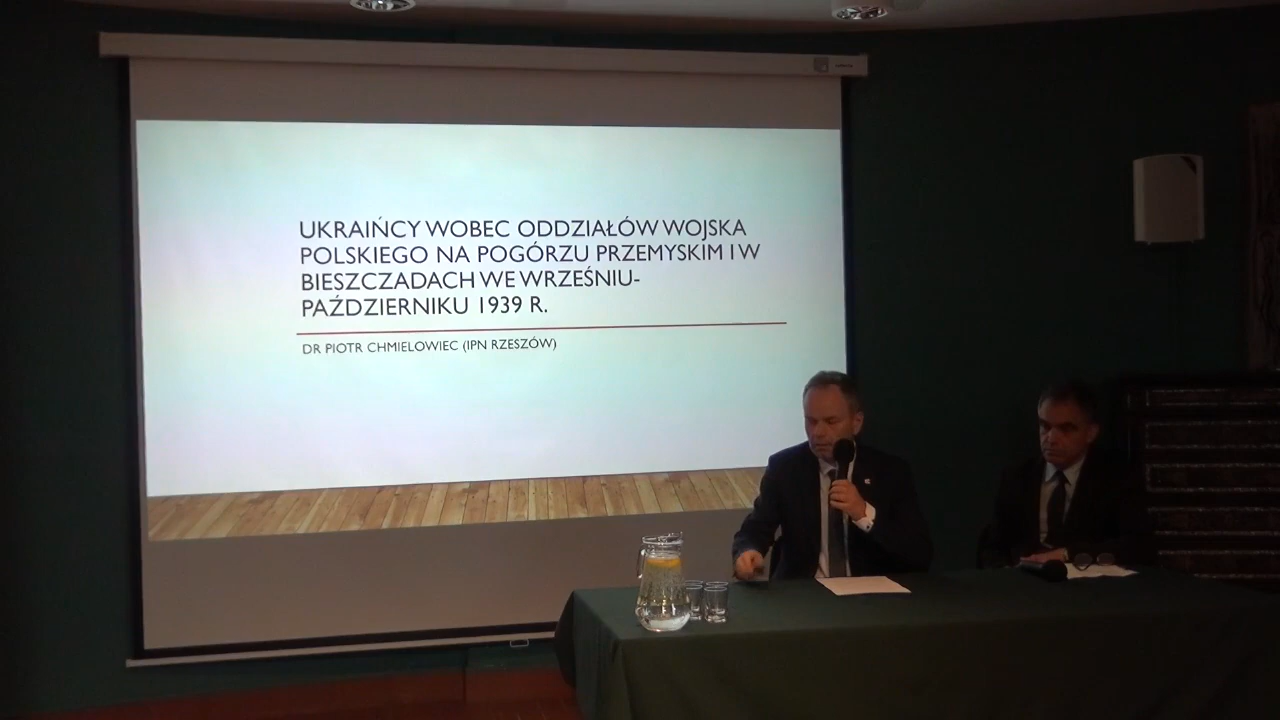 UKRAIŃCY WOBEC ODDZIAŁÓW WOJSKA
POLSKIEGO NA POGÓRZU PRZEMYSKIM I W
BIESZCZADACH WE WRZEŚNIU-
PAŹDZIERNIKU 1939 R.
DR PIOTR CHMIELOWIEC (IPN RZESZÓW)